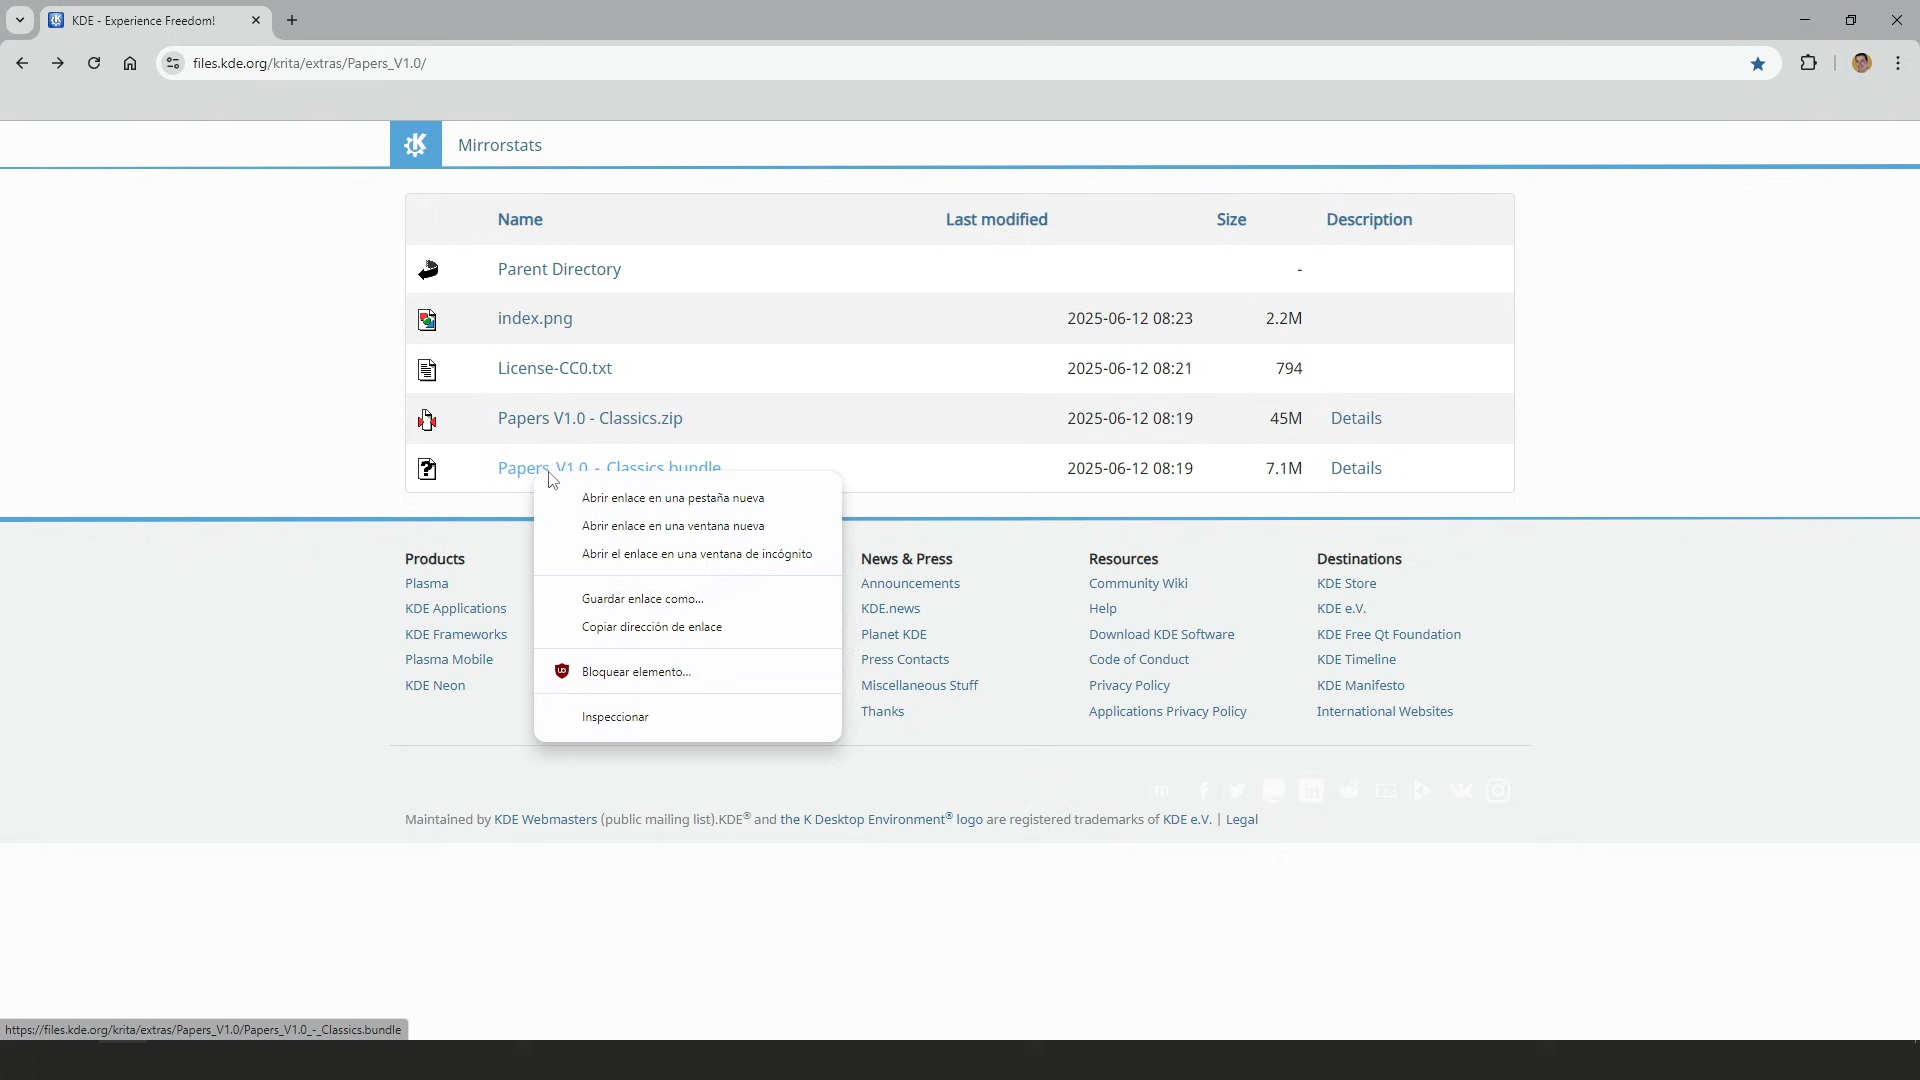 KDE - Experience Freedom!
files.kde.org/krita/extras/Papers_V1.0/
Mirrorstats
Name Last modified Size Description
Parent Directory -
index.png 2025-06-12 08:23 2.2M
License-CC0.txt 2025-06-12 08:21 794
Papers V1.0 - Classics.zip 2025-06-12 08:19 45M Details
Papers_V1.0_-_Classics.bundle 2025-06-12 08:19 7.1M Details
Abrir enlace en una pestaña nueva
Abrir enlace en una ventana nueva
Abrir el enlace en una ventana de incógnito
Guardar enlace como...
Copiar dirección de enlace
Bloquear elemento...
Inspeccionar
Products
Plasma
KDE Applications
KDE Frameworks
Plasma Mobile
KDE Neon
News & Press
Announcements
KDE.news
Planet KDE
Press Contacts
Miscellaneous Stuff
Thanks
Resources
Community Wiki
Help
Download KDE Software
Code of Conduct
Privacy Policy
Applications Privacy Policy
Destinations
KDE Store
KDE e.V.
KDE Free Qt Foundation
KDE Timeline
KDE Manifesto
International Websites
Maintained by KDE Webmasters (public mailing list).KDE® and the K Desktop Environment® logo are registered trademarks of KDE e.V. | Legal
https://files.kde.org/krita/extras/Papers_V1.0/Papers_V1.0_-_Classics.bundle